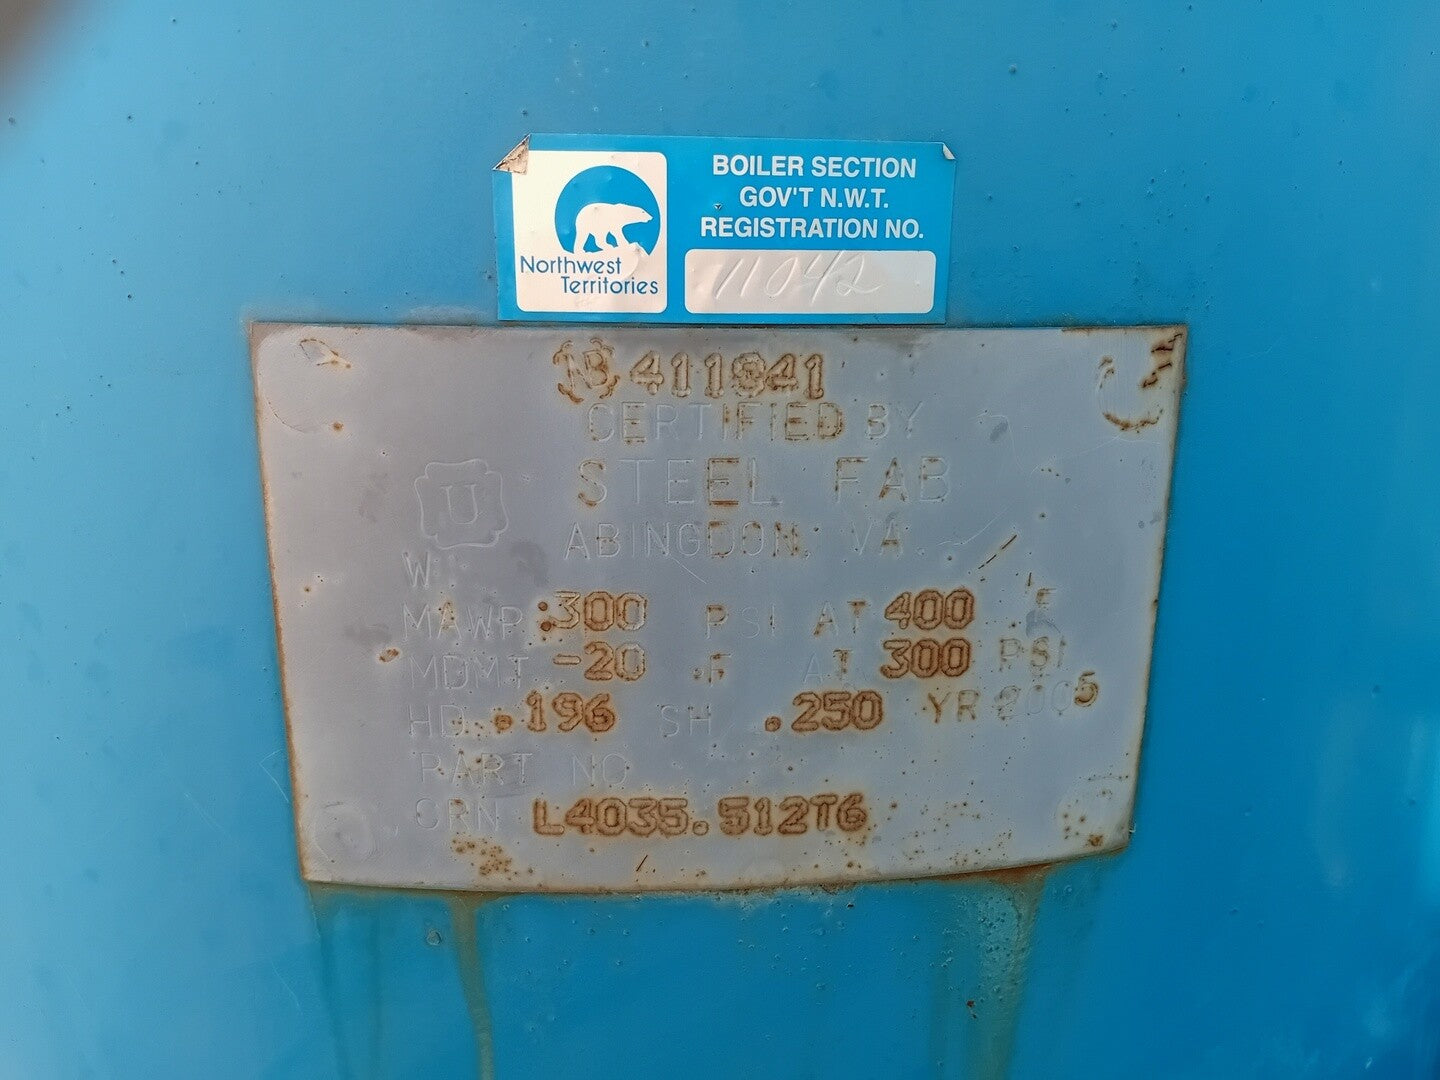 Northwest
Territories
BOILER SECTION
GOV'T N.W.T.
REGISTRATION NO.
11042
NB 411841
CERTIFIED BY
STEEL FAB
ABINGDON, VA.
U
W
MAWP 300 PSI AT 400 °F
MDMT -20 °F AT 300 PSI
HD. .196 SH .250 YR 2005
PART NO
CRN L4035.512T6